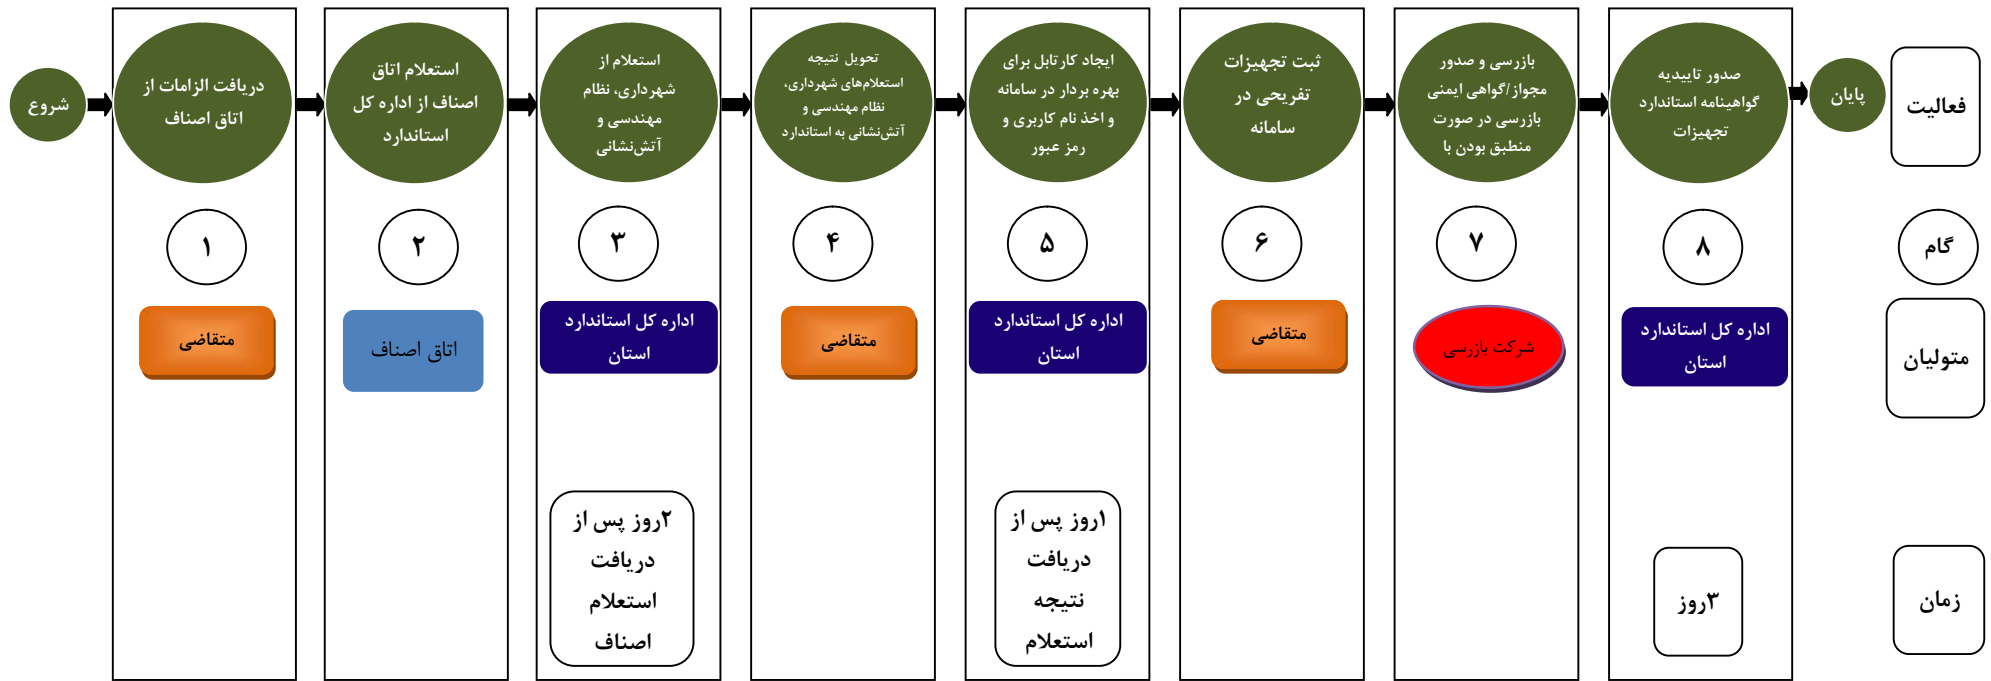 شروع
دریافت الزامات از
اتاق اصناف
۱
متقاضی
استعلام اتاق
اصناف از اداره کل
استاندارد
۲
اتاق اصناف
استعلام از
شهرداری، نظام
مهندسی و
آتش‌نشانی
۳
اداره کل استاندارد
استان
۲روز پس از
دریافت
استعلام
اصناف
تحویل نتیجه
استعلام‌های شهرداری،
نظام مهندسی و
آتش‌نشانی به استاندارد
۴
متقاضی
ایجاد کارتابل برای
بهره بردار در سامانه
و اخذ نام کاربری و
رمز عبور
۵
اداره کل استاندارد
استان
۱روز پس از
دریافت
نتیجه
استعلام
ثبت تجهیزات
تفریحی در
سامانه
۶
متقاضی
بازرسی و صدور
مجوز/گواهی ایمنی
بازرسی در صورت
منطبق بودن با
۷
شرکت بازرسی
صدور تاییدیه
گواهینامه استاندارد
تجهیزات
۸
اداره کل استاندارد
استان
۳روز
پایان
فعالیت
گام
متولیان
زمان